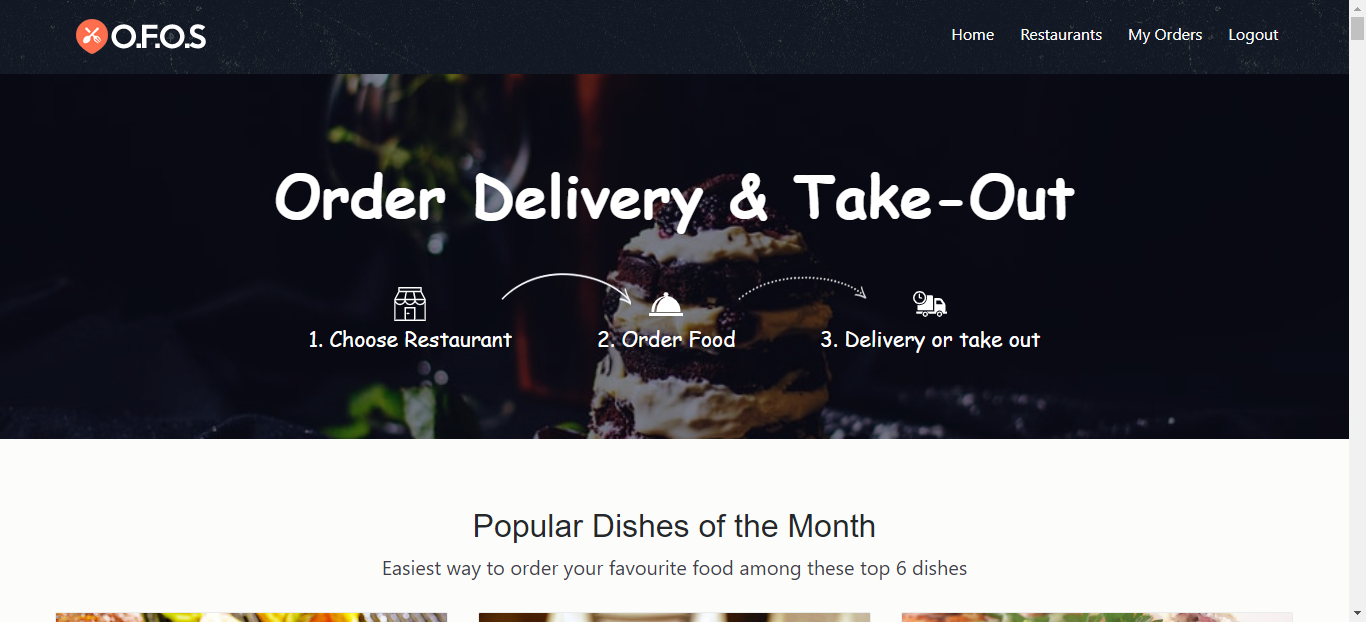 O.F.O.S
Home Restaurants My Orders Logout
Order Delivery & Take-Out
1. Choose Restaurant 2. Order Food 3. Delivery or take out
Popular Dishes of the Month
Easiest way to order your favourite food among these top 6 dishes